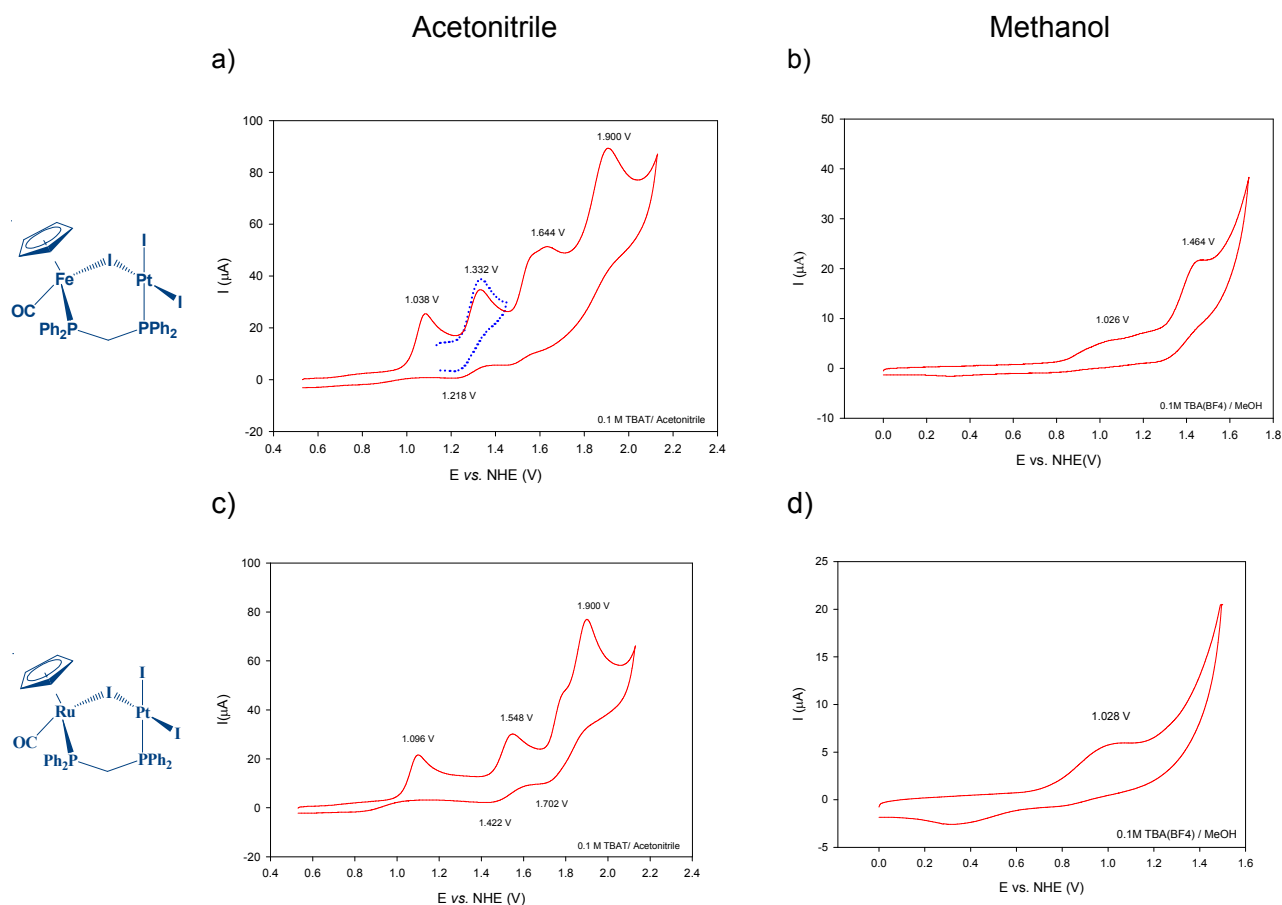 Acetonitrile
Methanol
a)
b)
100
80
60
40
20
0
-20
I (µA)
0.4 0.6 0.8 1.0 1.2 1.4 1.6 1.8 2.0 2.2 2.4
E vs. NHE (V)
1.038 V
1.332 V
1.644 V
1.900 V
1.218 V
0.1 M TBAT/ Acetonitrile
50
40
30
20
10
0
-10
I (µA)
0.0 0.2 0.4 0.6 0.8 1.0 1.2 1.4 1.6 1.8
E vs. NHE(V)
1.026 V
1.464 V
0.1M TBA(BF4) / MeOH
I
I
Fe
Pt
I
OC
Ph2P
PPh2
c)
d)
100
80
60
40
20
0
-20
I(µA)
0.4 0.6 0.8 1.0 1.2 1.4 1.6 1.8 2.0 2.2 2.4
E vs. NHE (V)
1.096 V
1.548 V
1.900 V
1.422 V
1.702 V
0.1 M TBAT/ Acetonitrile
25
20
15
10
5
0
-5
I (µA)
0.0 0.2 0.4 0.6 0.8 1.0 1.2 1.4 1.6
E vs. NHE (V)
1.028 V
0.1M TBA(BF4) / MeOH
I
I
Ru
Pt
I
OC
Ph2P
PPh2